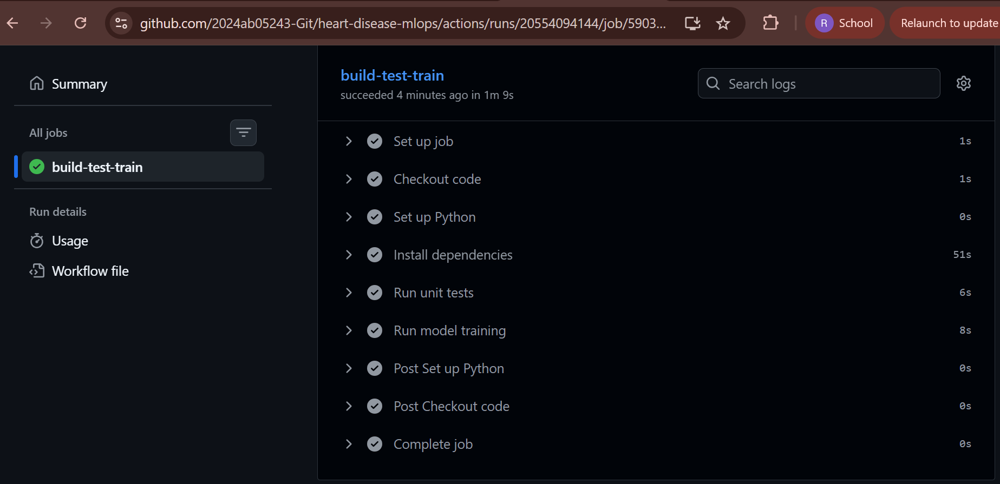 github.com/2024ab05243-Git/heart-disease-mlops/actions/runs/20554094144/job/5903...
R School
Relaunch to update
Summary
All jobs
build-test-train
Run details
Usage
Workflow file
build-test-train
succeeded 4 minutes ago in 1m 9s
Search logs
Set up job 1s
Checkout code 1s
Set up Python 0s
Install dependencies 51s
Run unit tests 6s
Run model training 8s
Post Set up Python 0s
Post Checkout code 0s
Complete job 0s